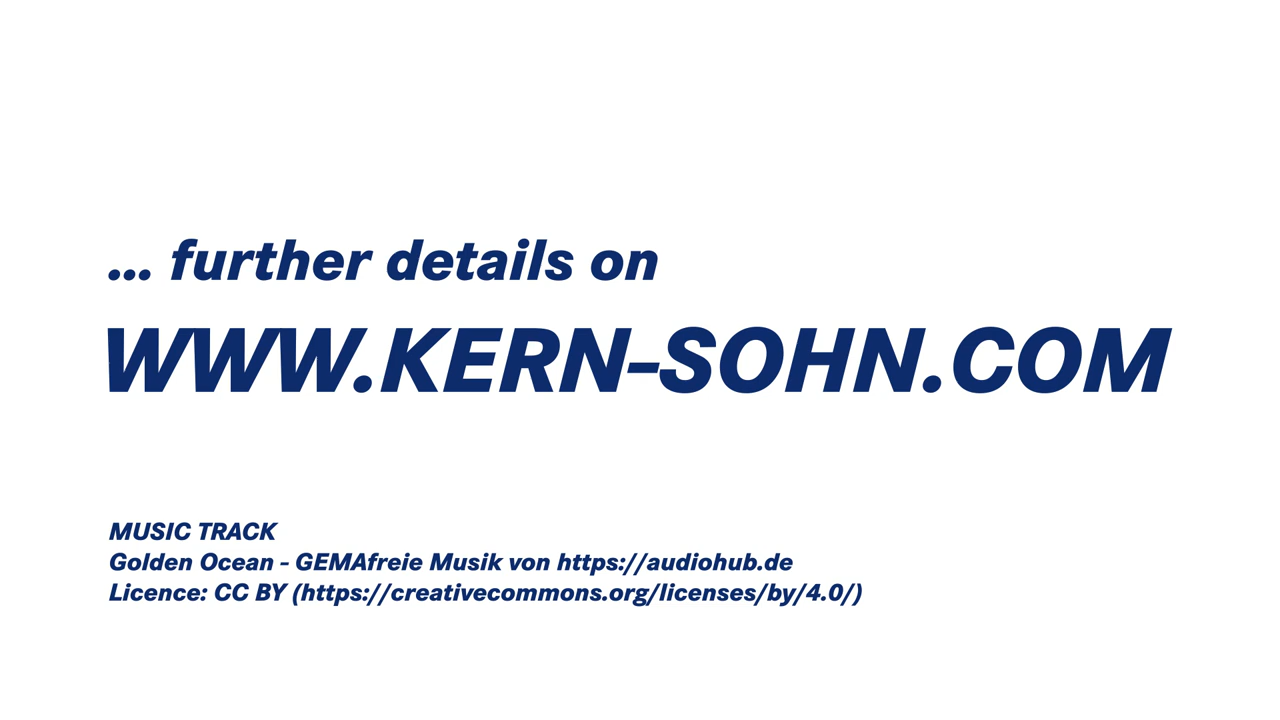 ... further details on
WWW.KERN-SOHN.COM
MUSIC TRACK
Golden Ocean - GEMAfreie Musik von https://audiohub.de
Licence: CC BY (https://creativecommons.org/licenses/by/4.0/)